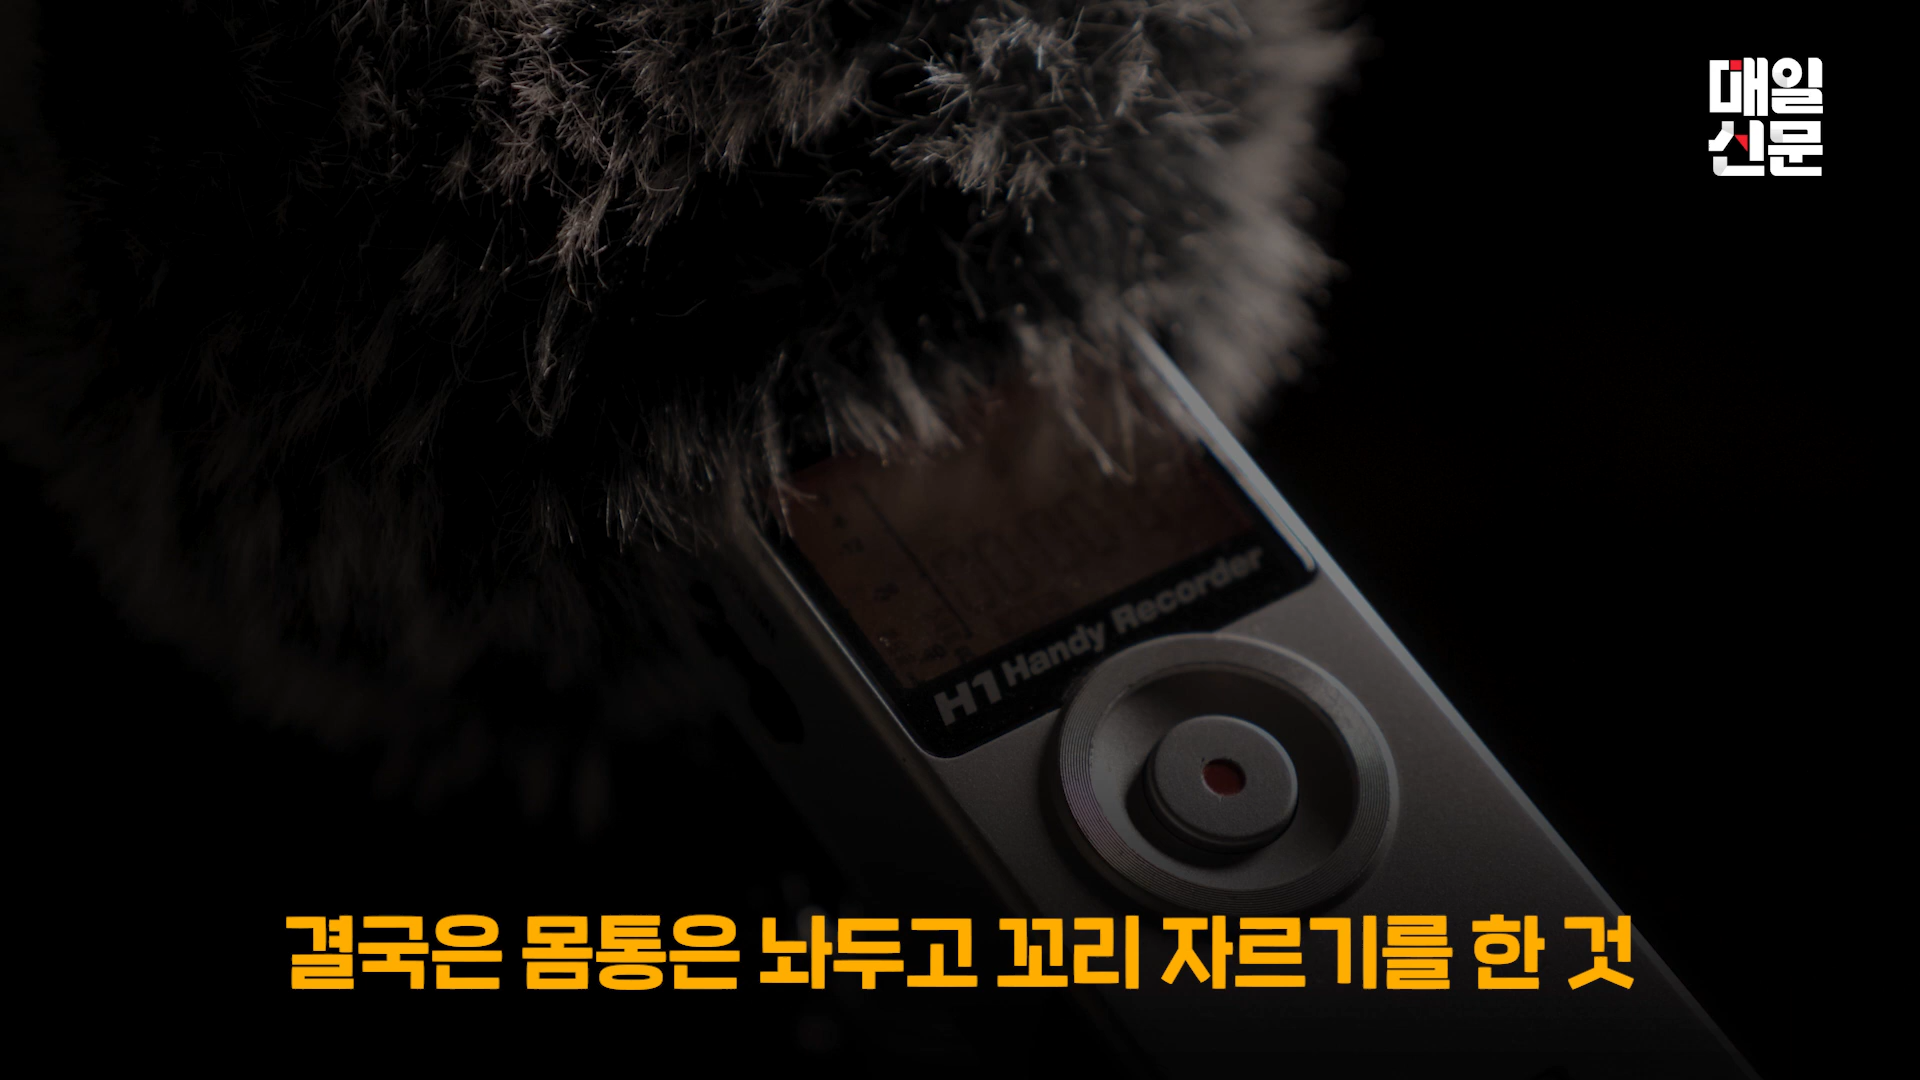 매일
신문
H1 Handy Recorder
결국은 몸통은 놔두고 꼬리 자르기를 한 것